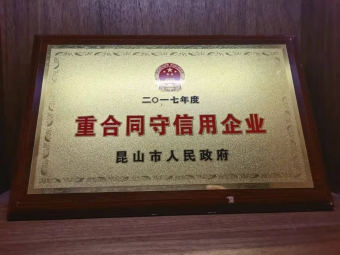 二〇一七年度
重合同守信用企业
昆山市人民政府